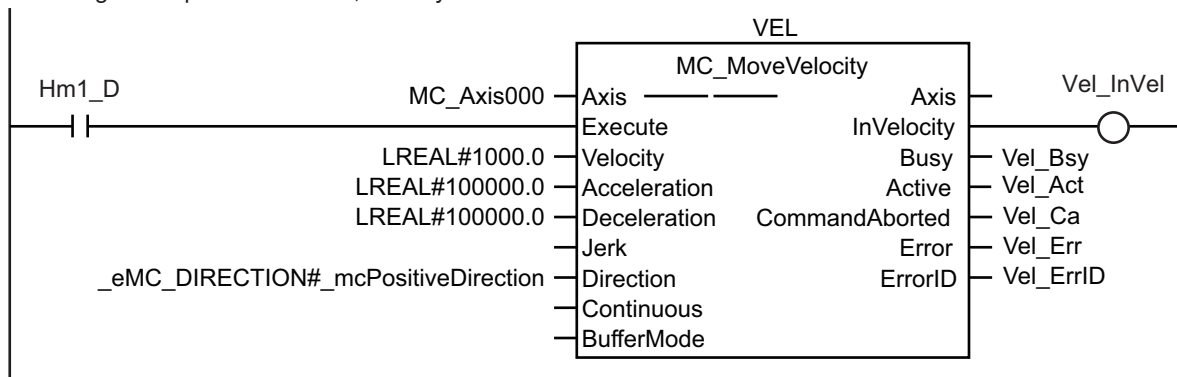 VEL
MC_MoveVelocity
Hm1_D
Vel_InVel
MC_Axis000 Axis Axis
Execute InVelocity
LREAL#1000.0 Velocity Busy Vel_Bsy
LREAL#100000.0 Acceleration Active Vel_Act
LREAL#100000.0 Deceleration CommandAborted Vel_Ca
Jerk Error Vel_Err
_eMC_DIRECTION#_mcPositiveDirection Direction ErrorID Vel_ErrID
Continuous
BufferMode